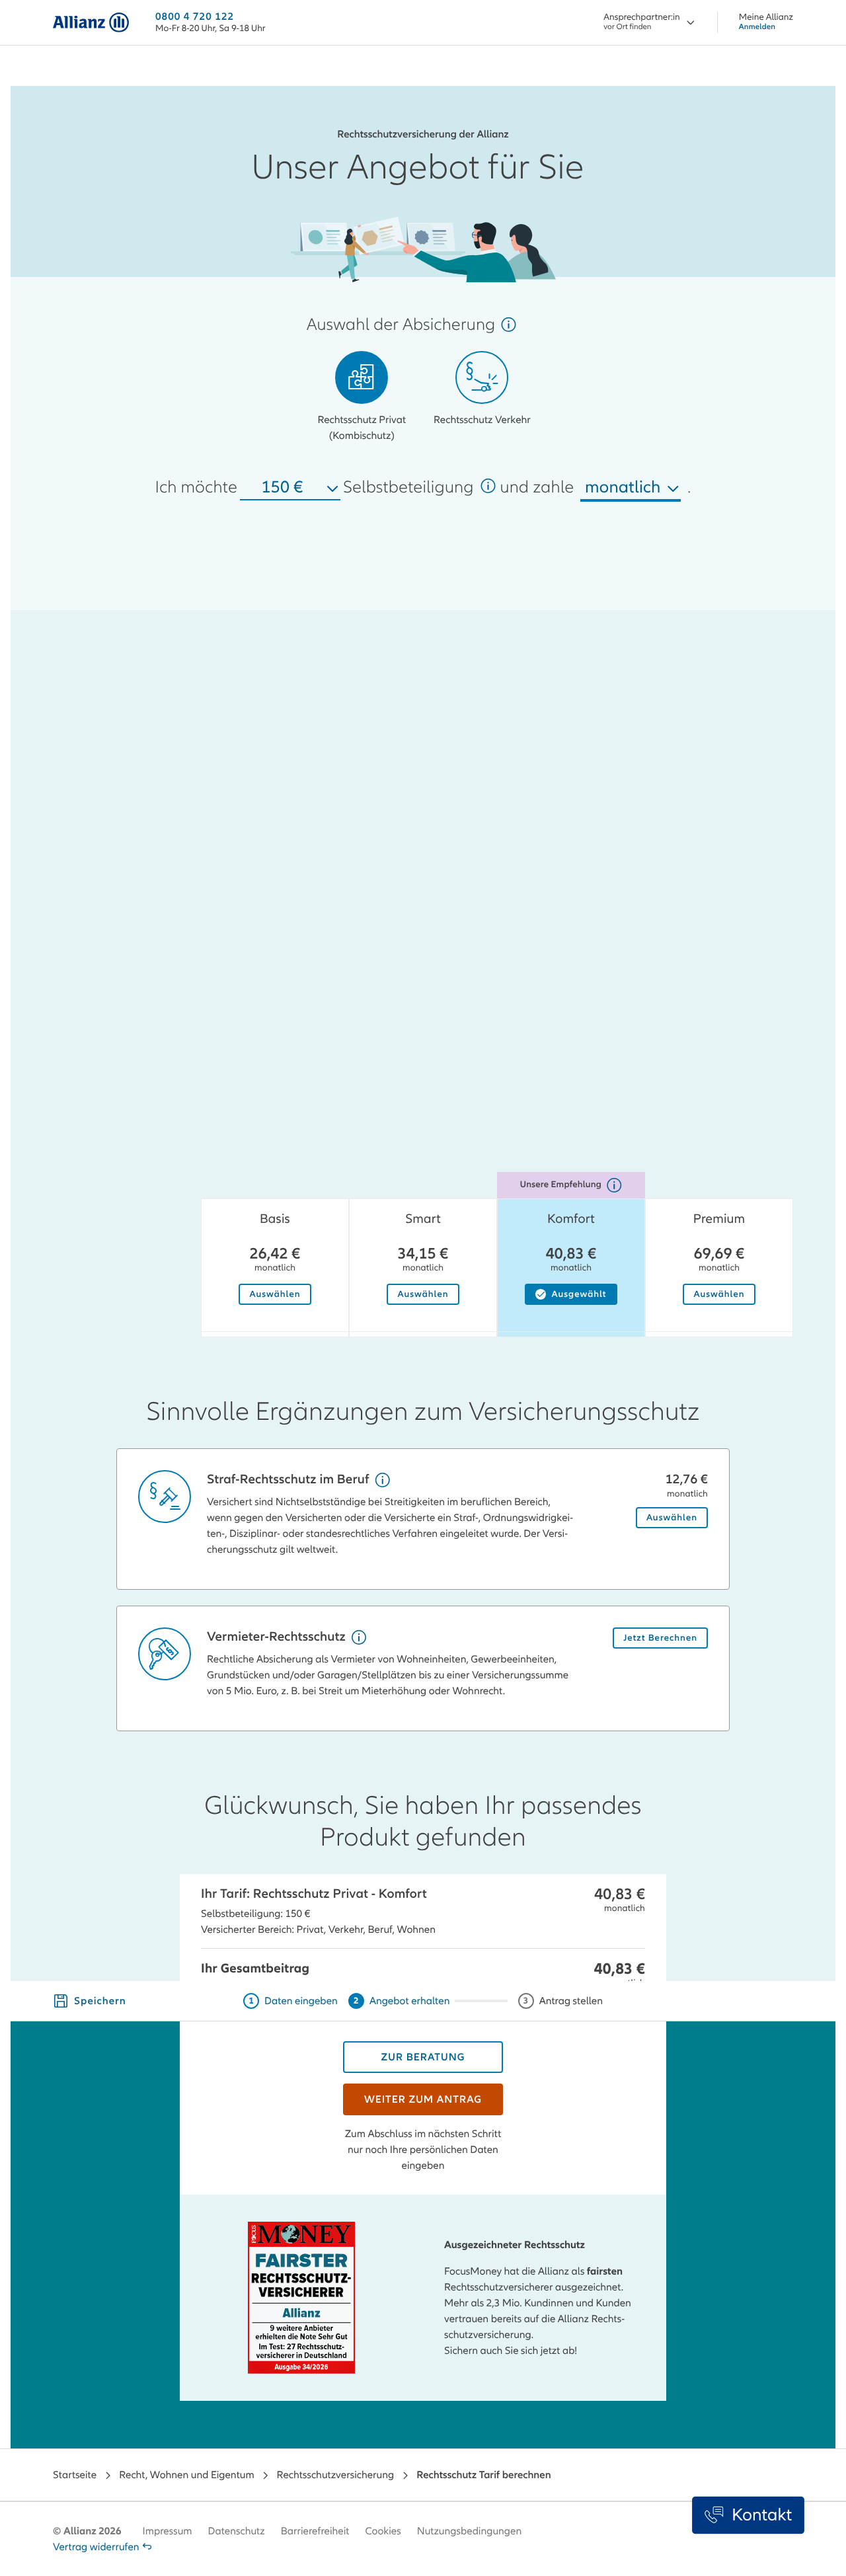 Allianz
0800 4 720 122
Mo-Fr 8-20 Uhr, Sa 9-18 Uhr
Ansprechpartner:in
vor Ort finden
Meine Allianz
Anmelden
Rechtsschutzversicherung der Allianz
Unser Angebot für Sie
Auswahl der Absicherung
Rechtsschutz Privat
(Kombischutz)
Rechtsschutz Verkehr
Ich möchte 150 € Selbstbeteiligung und zahle monatlich .
Unsere Empfehlung
Basis
26,42 €
monatlich
Auswählen
Smart
34,15 €
monatlich
Auswählen
Komfort
40,83 €
monatlich
Ausgewählt
Premium
69,69 €
monatlich
Auswählen
Sinnvolle Ergänzungen zum Versicherungsschutz
Straf-Rechtsschutz im Beruf
Versichert sind Nichtselbstständige bei Streitigkeiten im beruflichen Bereich,
wenn gegen den Versicherten oder die Versicherte ein Straf-, Ordnungswidrigkei-
ten-, Disziplinar- oder standesrechtliches Verfahren eingeleitet wurde. Der Versi-
cherungsschutz gilt weltweit.
12,76 €
monatlich
Auswählen
Vermieter-Rechtsschutz
Rechtliche Absicherung als Vermieter von Wohneinheiten, Gewerbeeinheiten,
Grundstücken und/oder Garagen/Stellplätzen bis zu einer Versicherungssumme
von 5 Mio. Euro, z. B. bei Streit um Mieterhöhung oder Wohnrecht.
Jetzt Berechnen
Glückwunsch, Sie haben Ihr passendes
Produkt gefunden
Ihr Tarif: Rechtsschutz Privat - Komfort
Selbstbeteiligung: 150 €
Versicherter Bereich: Privat, Verkehr, Beruf, Wohnen
40,83 €
monatlich
Ihr Gesamtbeitrag
40,83 €
Speichern
1 Daten eingeben
2 Angebot erhalten
3 Antrag stellen
ZUR BERATUNG
WEITER ZUM ANTRAG
Zum Abschluss im nächsten Schritt
nur noch Ihre persönlichen Daten
eingeben
FOCUS MONEY
FAIRSTER
RECHTSSCHUTZ-
VERSICHERER
Allianz
9 weitere Anbieter
erhielten die Note Sehr Gut
Im Test: 27 Rechtsschutz-
versicherer in Deutschland
Ausgabe 34/2026
Ausgezeichneter Rechtsschutz
FocusMoney hat die Allianz als fairsten
Rechtsschutzversicherer ausgezeichnet.
Mehr als 2,3 Mio. Kundinnen und Kunden
vertrauen bereits auf die Allianz Rechts-
schutzversicherung.
Sichern auch Sie sich jetzt ab!
Startseite
Recht, Wohnen und Eigentum
Rechtsschutzversicherung
Rechtsschutz Tarif berechnen
Kontakt
© Allianz 2026
Impressum
Datenschutz
Barrierefreiheit
Cookies
Nutzungsbedingungen
Vertrag widerrufen